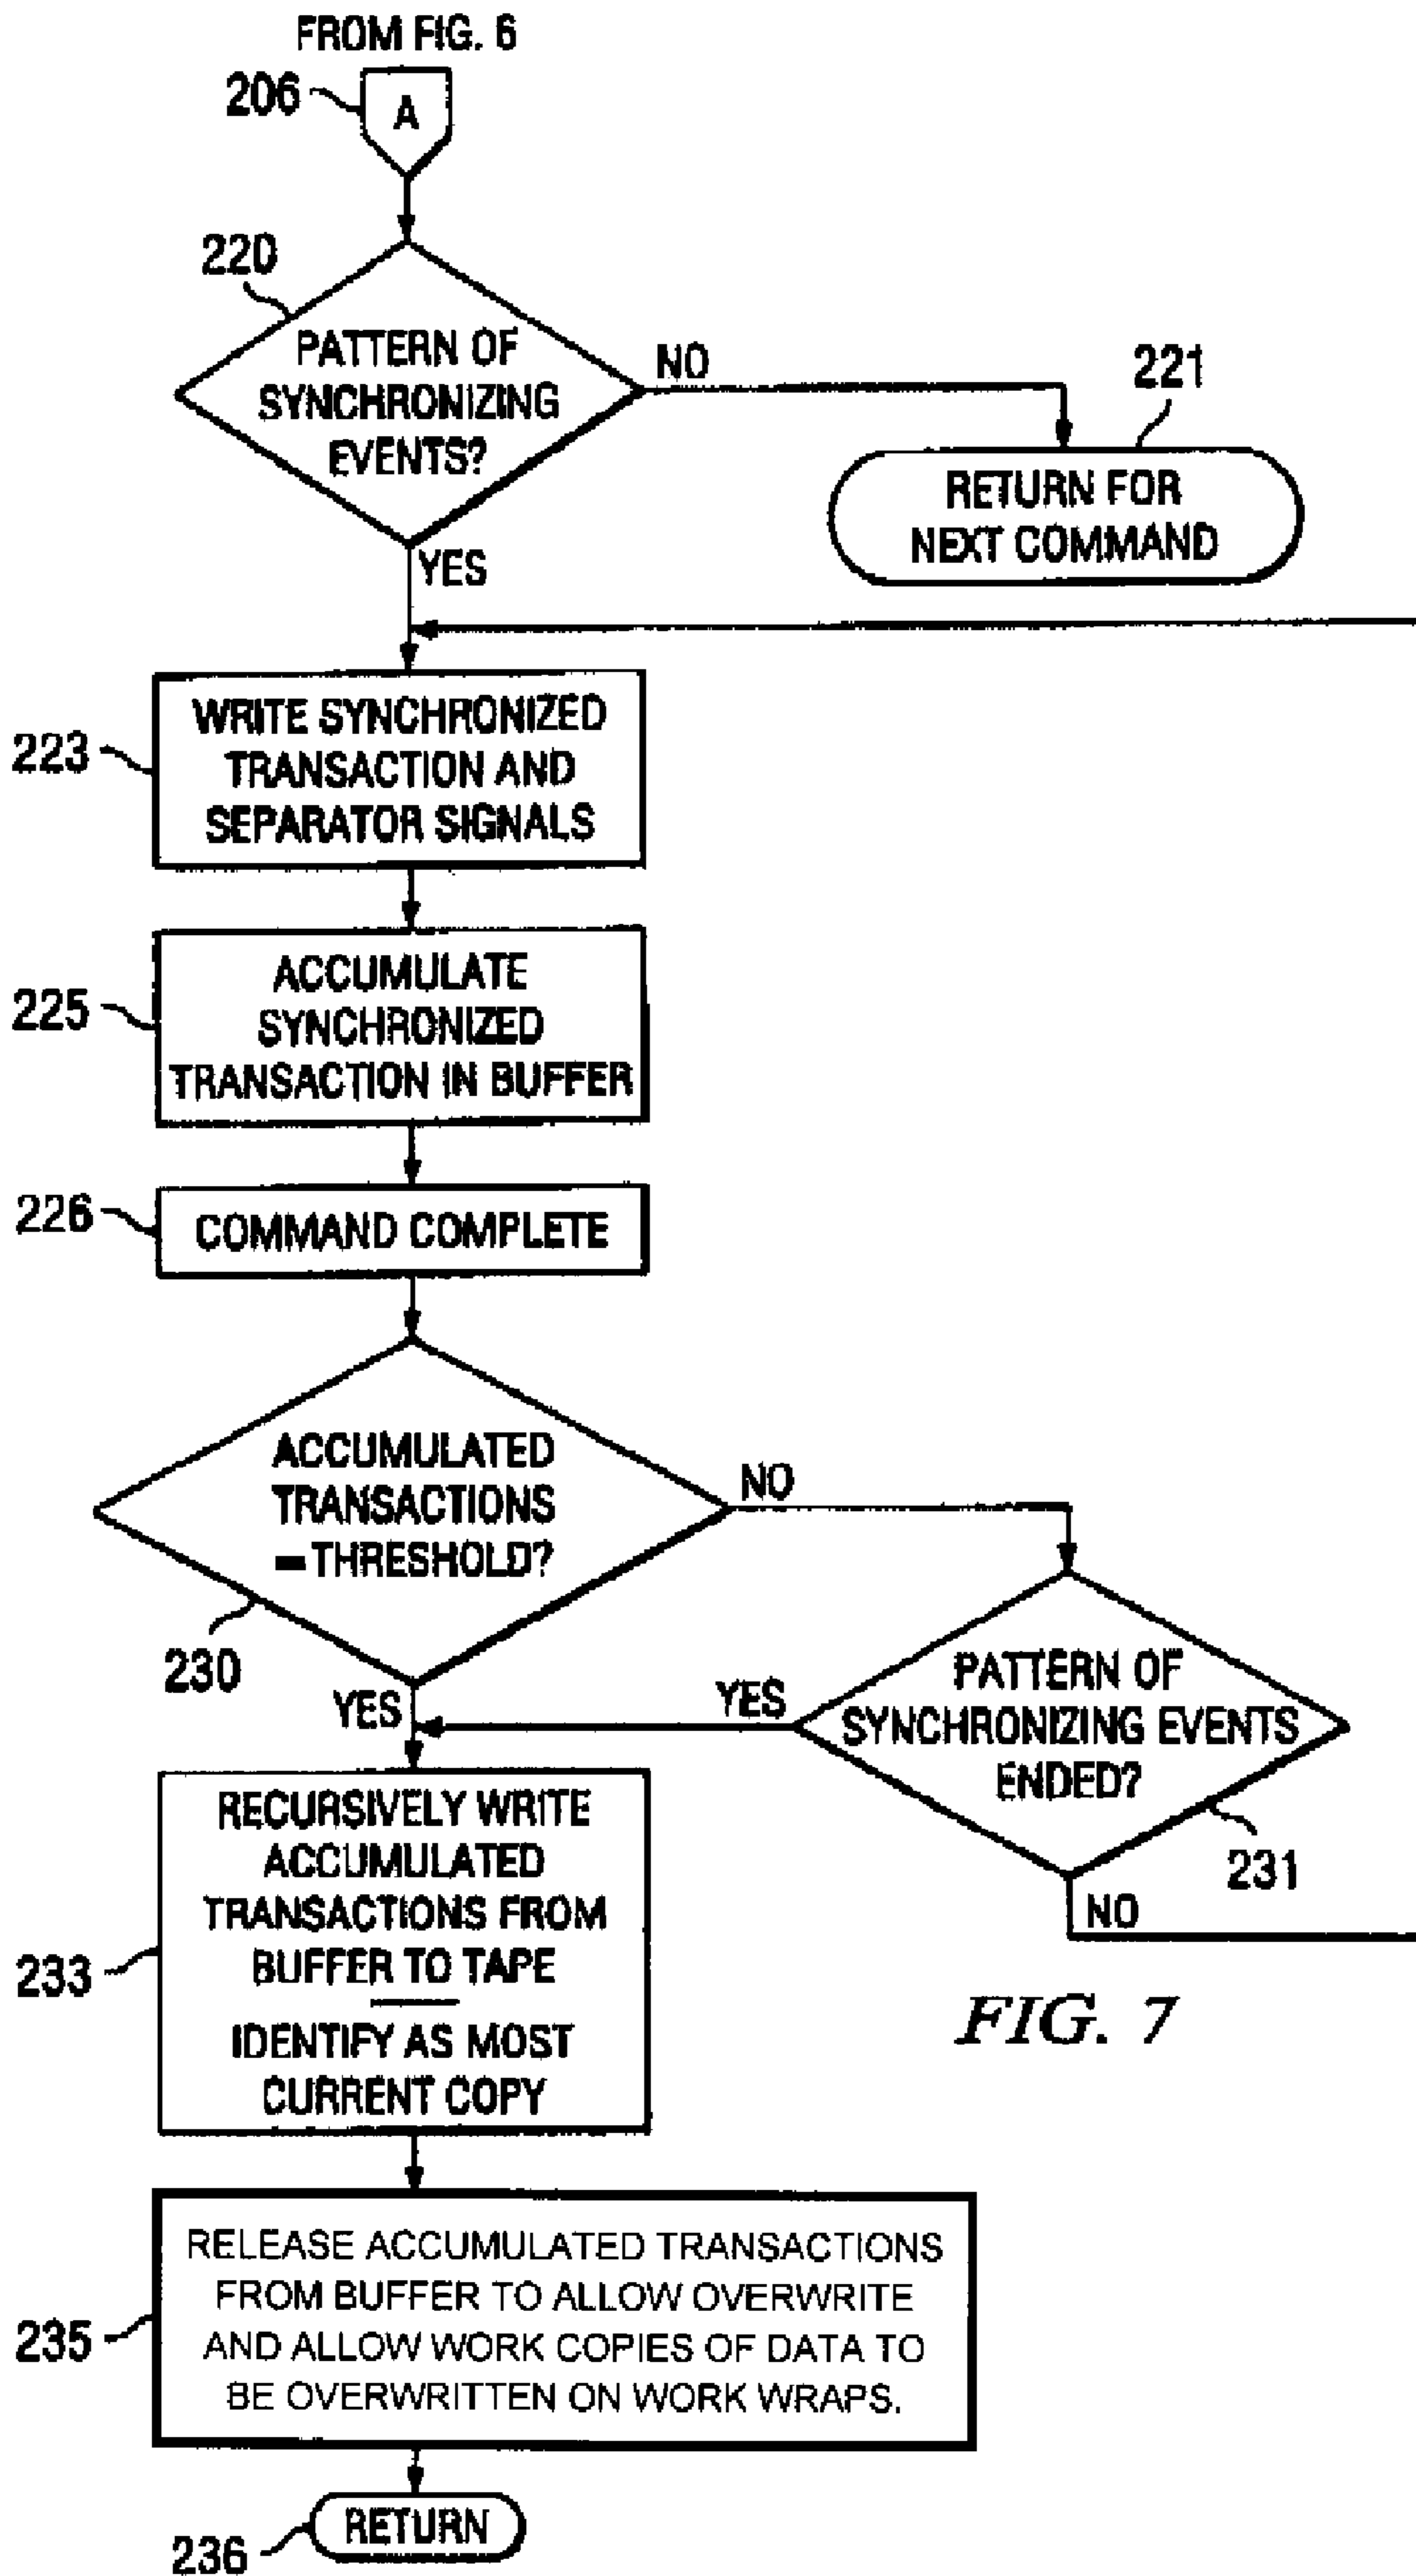 FROM FIG. 6
206
A
220
PATTERN OF
SYNCHRONIZING
EVENTS?
NO
221
RETURN FOR
NEXT COMMAND
YES
223
WRITE SYNCHRONIZED
TRANSACTION AND
SEPARATOR SIGNALS
225
ACCUMULATE
SYNCHRONIZED
TRANSACTION IN BUFFER
226
COMMAND COMPLETE
ACCUMULATED
TRANSACTIONS
=THRESHOLD?
NO
230
YES
PATTERN OF
SYNCHRONIZING EVENTS
ENDED?
YES
231
NO
233
RECURSIVELY WRITE
ACCUMULATED
TRANSACTIONS FROM
BUFFER TO TAPE
IDENTIFY AS MOST
CURRENT COPY
FIG. 7
235
RELEASE ACCUMULATED TRANSACTIONS
FROM BUFFER TO ALLOW OVERWRITE
AND ALLOW WORK COPIES OF DATA TO
BE OVERWRITTEN ON WORK WRAPS.
RETURN
236